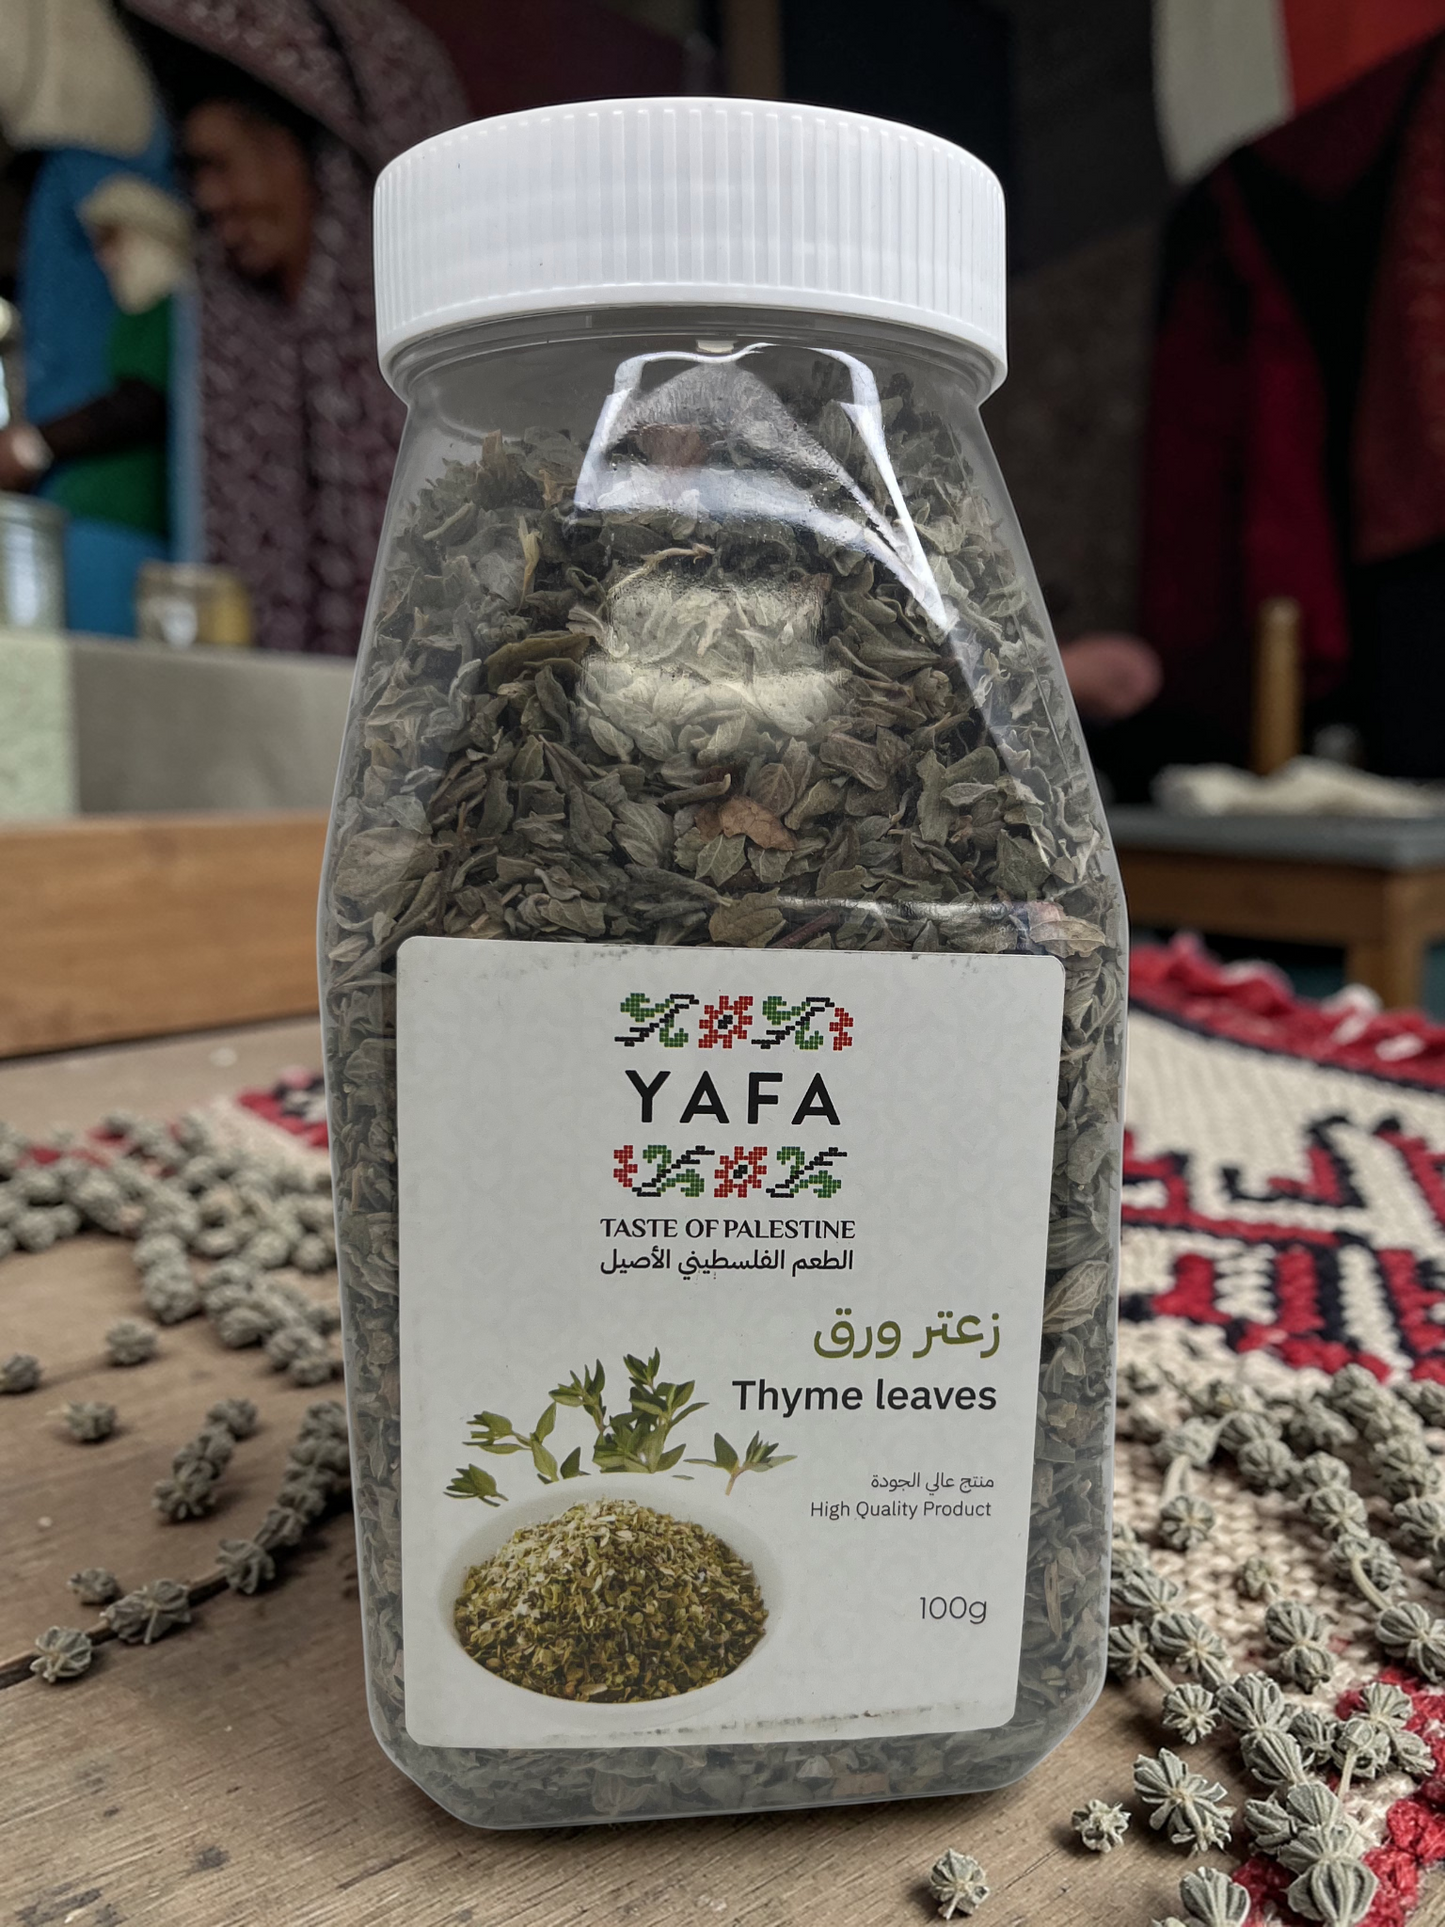 YAFA
TASTE OF PALESTINE
الطعم الفلسطيني الأصيل
زعتر ورق
Thyme leaves
منتج عالي الجودة
High Quality Product
100g